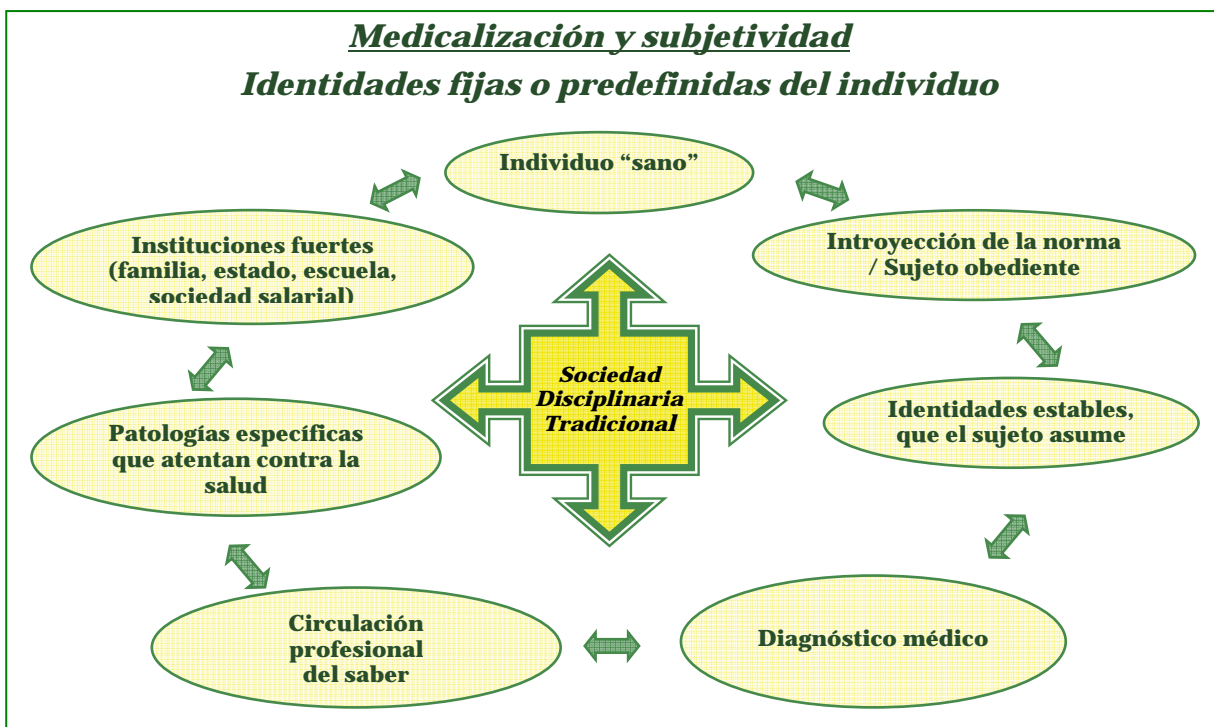 Medicalización y subjetividad
Identidades fijas o predefinidas del individuo
Individuo “sano”
Instituciones fuertes
(familia, estado, escuela,
sociedad salarial)
Introyección de la norma
/ Sujeto obediente
Sociedad
Disciplinaria
Tradicional
Identidades estables,
que el sujeto asume
Patologías específicas
que atentan contra la
salud
Circulación
profesional
del saber
Diagnóstico médico